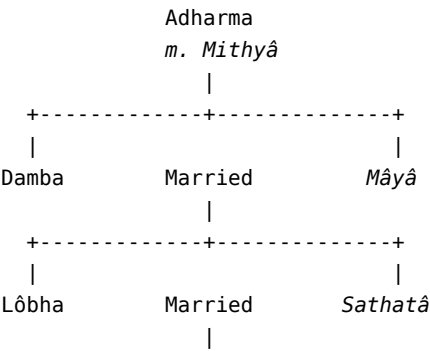 Adharma
m. Mithyâ
|
+-------------+--------------+
| |
Damba Married Mâyâ
|
+-------------+--------------+
| |
Lôbha Married Sathatâ
|